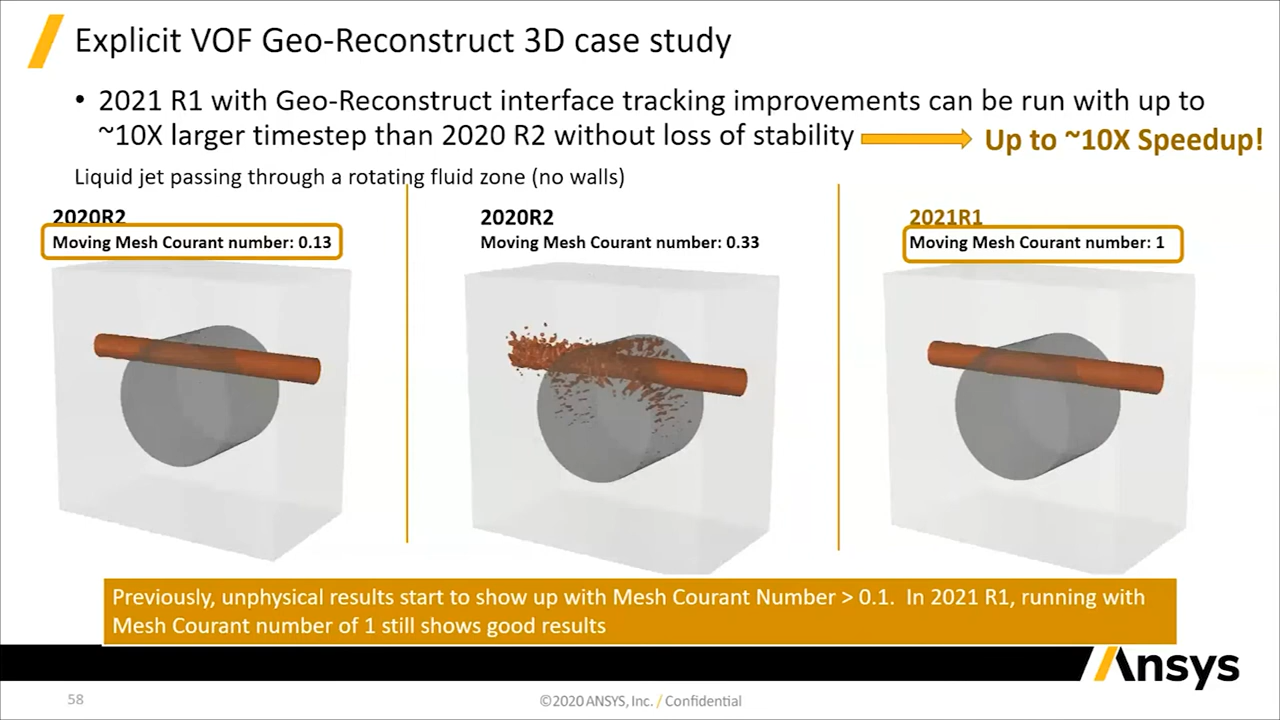 Explicit VOF Geo-Reconstruct 3D case study
• 2021 R1 with Geo-Reconstruct interface tracking improvements can be run with up to
~10X larger timestep than 2020 R2 without loss of stability
Up to ~10X Speedup!
Liquid jet passing through a rotating fluid zone (no walls)
2020R2
Moving Mesh Courant number: 0.13
2020R2
Moving Mesh Courant number: 0.33
2021R1
Moving Mesh Courant number: 1
Previously, unphysical results start to show up with Mesh Courant Number > 0.1. In 2021 R1, running with
Mesh Courant number of 1 still shows good results
Ansys
58
©2020 ANSYS, Inc. / Confidential